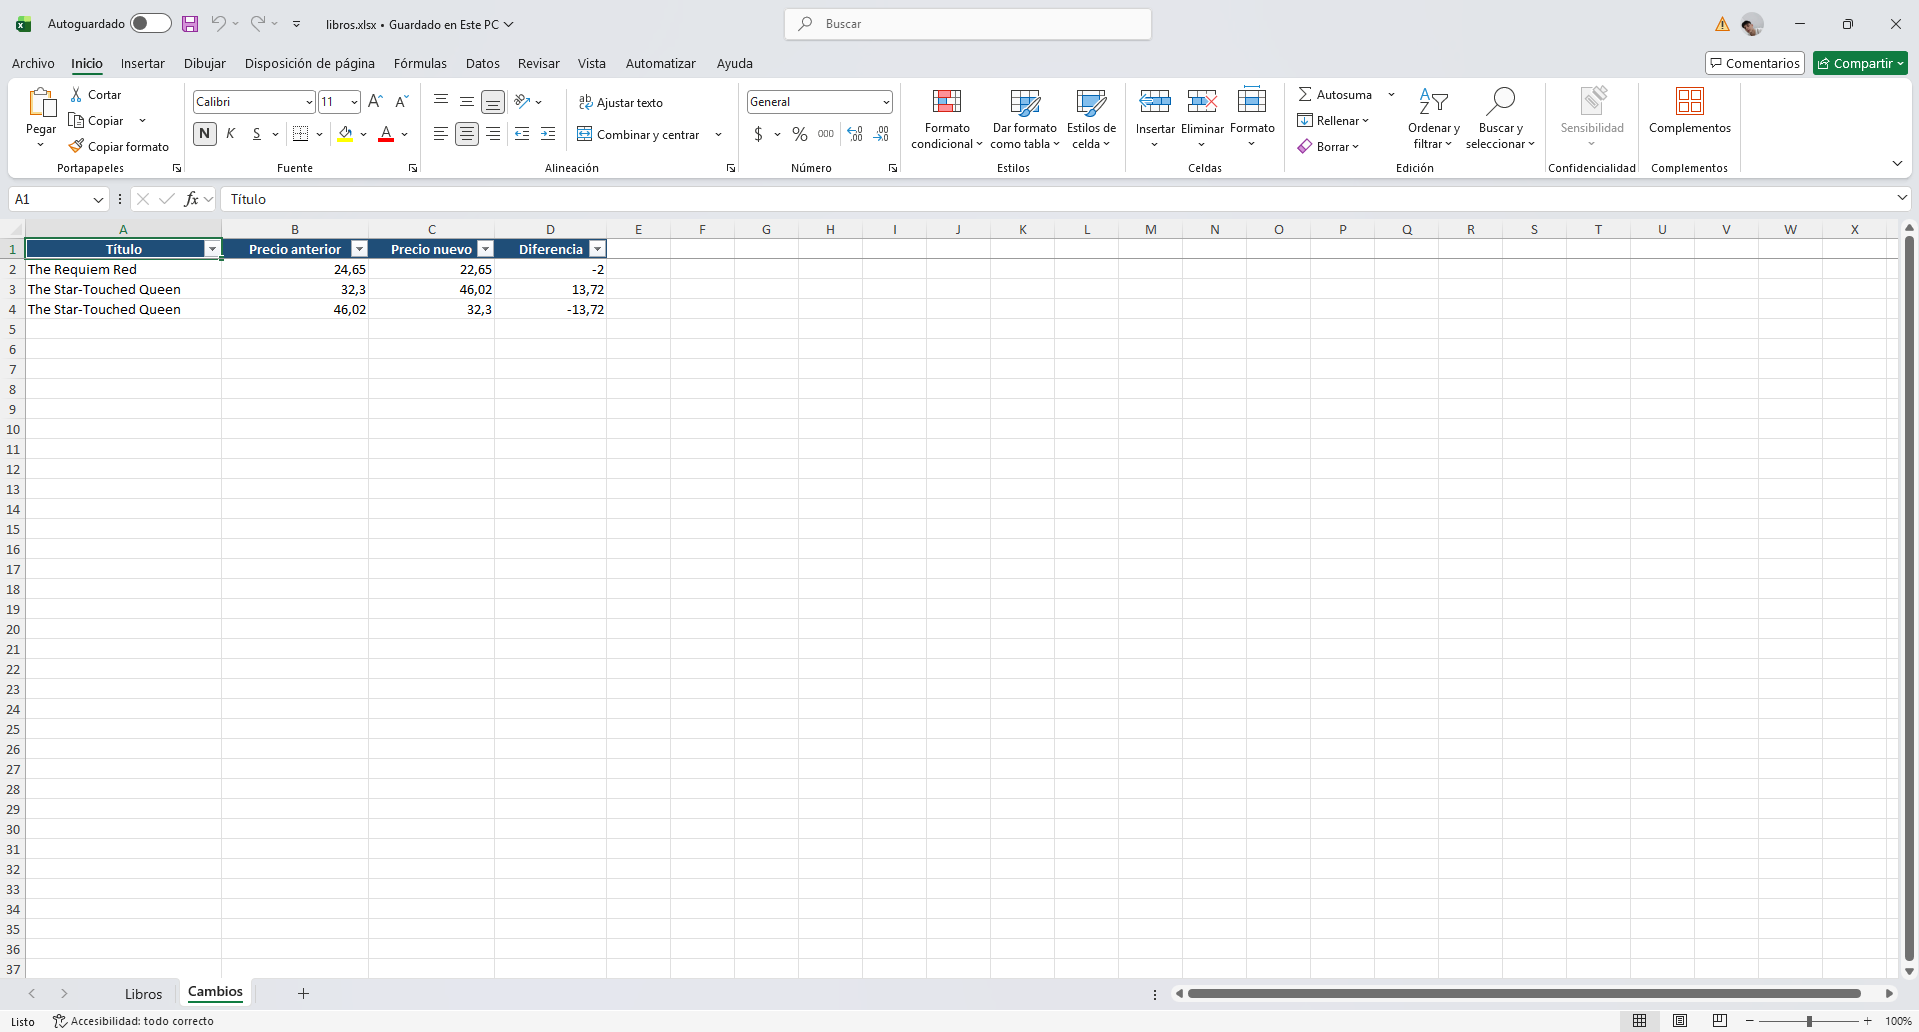 Autoguardado
libros.xlsx • Guardado en Este PC
Buscar
Archivo Inicio Insertar Dibujar Disposición de página Fórmulas Datos Revisar Vista Automatizar Ayuda
Comentarios Compartir
Pegar
Cortar
Copiar
Copiar formato
Portapapeles
Calibri 11
N K S
Fuente
Ajustar texto
Combinar y centrar
Alineación
General
$ % 000
Número
Formato condicional
Dar formato como tabla
Estilos de celda
Estilos
Insertar Eliminar Formato
Celdas
Autosuma
Rellenar
Borrar
Ordenar y filtrar
Buscar y seleccionar
Edición
Sensibilidad
Confidencialidad
Complementos
Complementos
A1 fx Título
A B C D E F G H I J K L M N O P Q R S T U V W X
1 Título Precio anterior Precio nuevo Diferencia
2 The Requiem Red 24,65 22,65 -2
3 The Star-Touched Queen 32,3 46,02 13,72
4 The Star-Touched Queen 46,02 32,3 -13,72
5
6
7
8
9
10
11
12
13
14
15
16
17
18
19
20
21
22
23
24
25
26
27
28
29
30
31
32
33
34
35
36
37
Libros Cambios
Listo Accesibilidad: todo correcto 100%